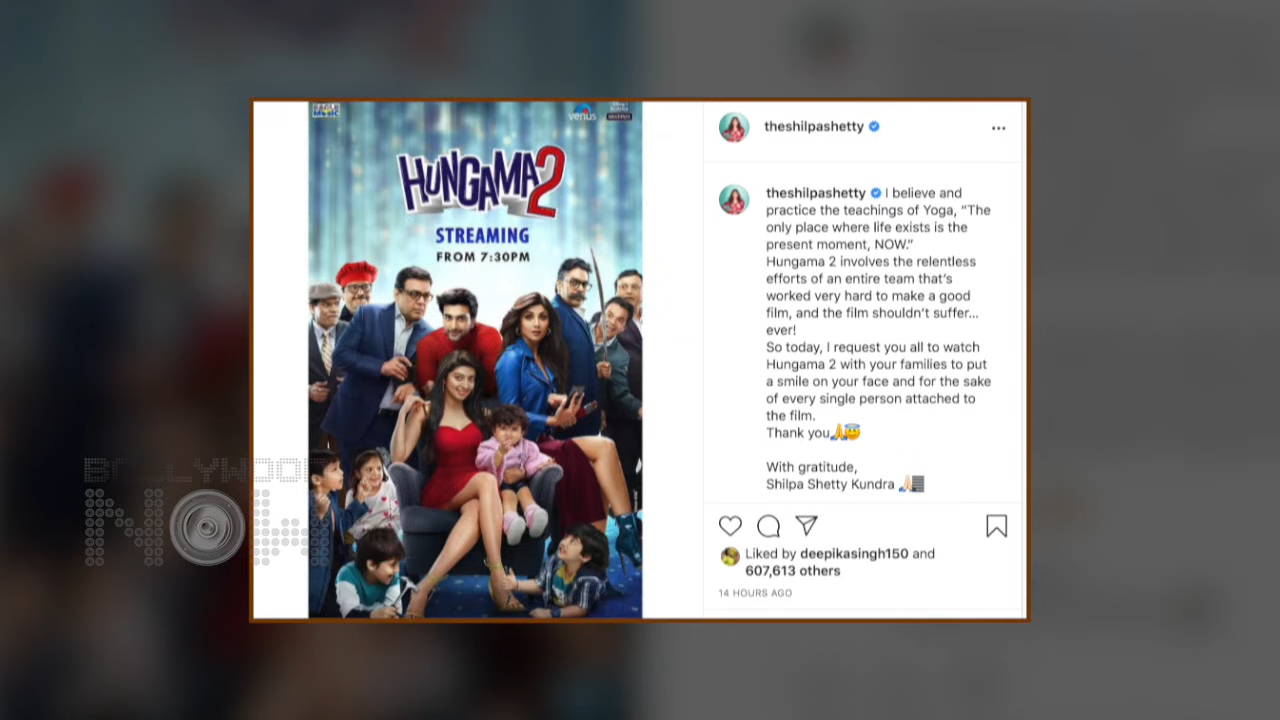 venus
HUNGAMA2
STREAMING
FROM 7:30PM
BOLLYWOOD
NOW
theshilpashetty
theshilpashetty I believe and
practice the teachings of Yoga, “The
only place where life exists is the
present moment, NOW.”
Hungama 2 involves the relentless
efforts of an entire team that’s
worked very hard to make a good
film, and the film shouldn’t suffer...
ever!
So today, I request you all to watch
Hungama 2 with your families to put
a smile on your face and for the sake
of every single person attached to
the film.
Thank you🙏😇
With gratitude,
Shilpa Shetty Kundra
Liked by deepikasingh150 and
607,613 others
14 HOURS AGO